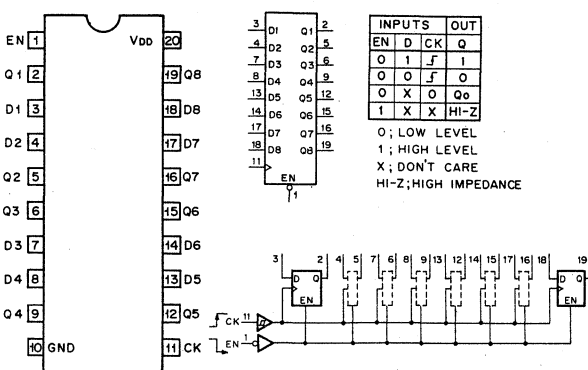 EN 1 VDD 20
Q1 2 19 Q8
D1 3 18 D8
D2 4 17 D7
Q2 5 16 Q7
Q3 6 15 Q6
D3 7 14 D6
D4 8 13 D5
Q4 9 12 Q5
10 GND 11 CK
3 D1 Q1 2
4 D2 Q2 5
7 D3 Q3 6
8 D4 Q4 9
13 D5 Q5 12
14 D6 Q6 15
17 D7 Q7 16
18 D8 Q8 19
11
EN
1
INPUTS OUT
EN D CK Q
0 1 1
0 0 0
0 X 0 Q0
1 X X HI-Z
0; LOW LEVEL
1; HIGH LEVEL
X; DON'T CARE
HI-Z; HIGH IMPEDANCE
3 2 4 5 7 6 8 9 13 12 14 15 17 16 18 19
D Q D Q
EN EN
CK 11
EN 1